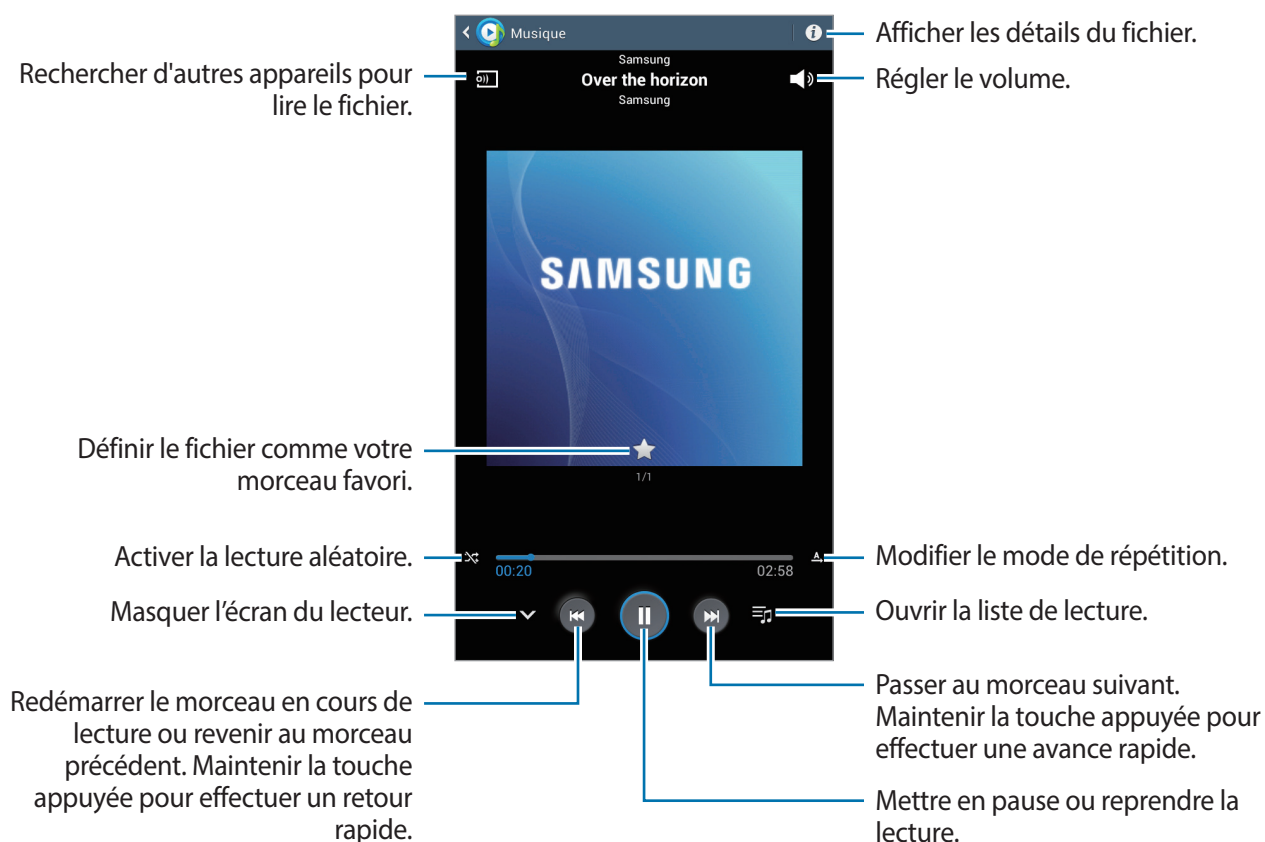 Musique
Afficher les détails du fichier.
Rechercher d'autres appareils pour
lire le fichier.
Samsung
Over the horizon
Samsung
Régler le volume.
SAMSUNG
Définir le fichier comme votre
morceau favori.
1/1
Activer la lecture aléatoire.
00:20
02:58
A
Modifier le mode de répétition.
Masquer l'écran du lecteur.
Ouvrir la liste de lecture.
Redémarrer le morceau en cours de
lecture ou revenir au morceau
précédent. Maintenir la touche
appuyée pour effectuer un retour
rapide.
Passer au morceau suivant.
Maintenir la touche appuyée pour
effectuer une avance rapide.
Mettre en pause ou reprendre la
lecture.